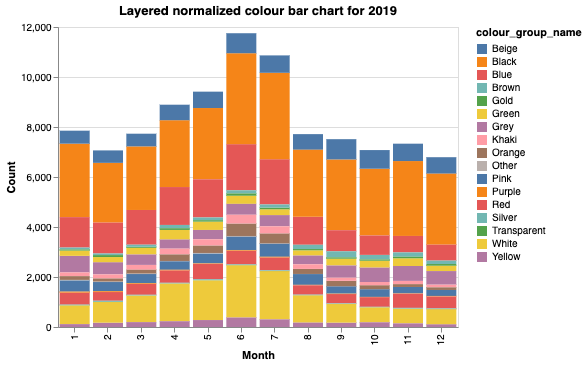 Layered normalized colour bar chart for 2019
12,000
10,000
8,000
6,000
4,000
2,000
0
Count
1 2 3 4 5 6 7 8 9 10 11 12
Month
colour_group_name
Beige
Black
Blue
Brown
Gold
Green
Grey
Khaki
Orange
Other
Pink
Purple
Red
Silver
Transparent
White
Yellow